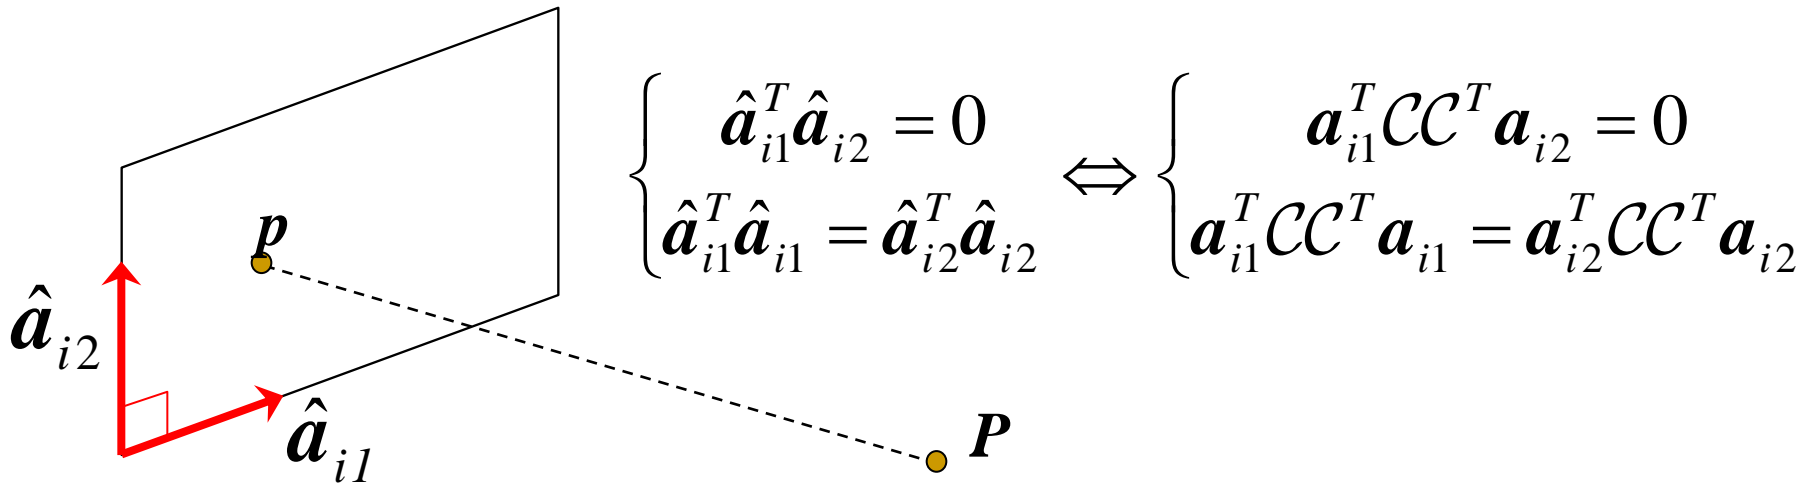 â_{i1}^T â_{i2} = 0 ⇔ a_{i1}^T 𝒞𝒞^T a_{i2} = 0
â_{i1}^T â_{i1} = â_{i2}^T â_{i2} a_{i1}^T 𝒞𝒞^T a_{i1} = a_{i2}^T 𝒞𝒞^T a_{i2}
p
â_{i2}
â_{i1}
P